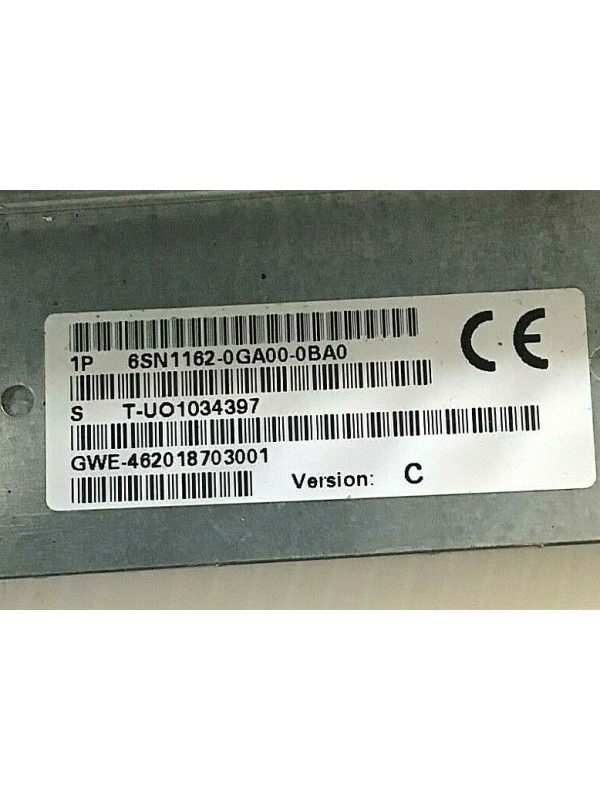 1P 6SN1162-0GA00-0BA0
CE
S T-UO1034397
GWE-462018703001
Version: C